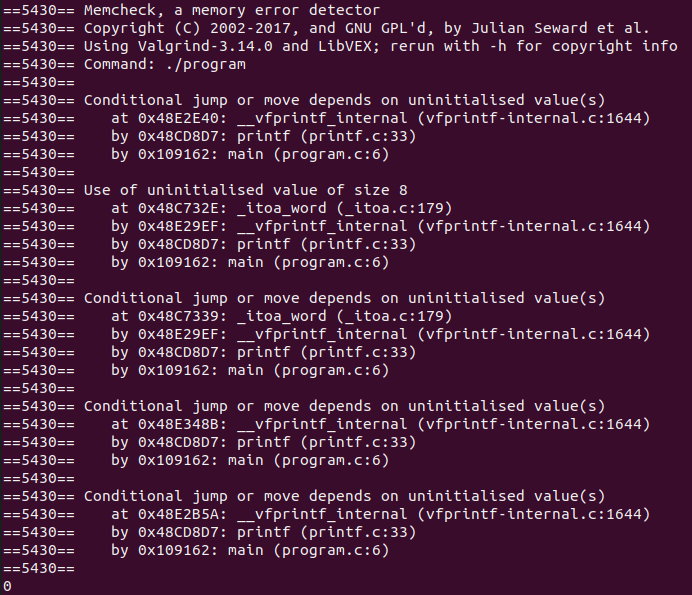 ==5430== Memcheck, a memory error detector
==5430== Copyright (C) 2002-2017, and GNU GPL'd, by Julian Seward et al.
==5430== Using Valgrind-3.14.0 and LibVEX; rerun with -h for copyright info
==5430== Command: ./program
==5430==
==5430== Conditional jump or move depends on uninitialised value(s)
==5430==    at 0x48E2E40: __vfprintf_internal (vfprintf-internal.c:1644)
==5430==    by 0x48CD8D7: printf (printf.c:33)
==5430==    by 0x109162: main (program.c:6)
==5430==
==5430== Use of uninitialised value of size 8
==5430==    at 0x48C732E: _itoa_word (_itoa.c:179)
==5430==    by 0x48E29EF: __vfprintf_internal (vfprintf-internal.c:1644)
==5430==    by 0x48CD8D7: printf (printf.c:33)
==5430==    by 0x109162: main (program.c:6)
==5430==
==5430== Conditional jump or move depends on uninitialised value(s)
==5430==    at 0x48C7339: _itoa_word (_itoa.c:179)
==5430==    by 0x48E29EF: __vfprintf_internal (vfprintf-internal.c:1644)
==5430==    by 0x48CD8D7: printf (printf.c:33)
==5430==    by 0x109162: main (program.c:6)
==5430==
==5430== Conditional jump or move depends on uninitialised value(s)
==5430==    at 0x48E348B: __vfprintf_internal (vfprintf-internal.c:1644)
==5430==    by 0x48CD8D7: printf (printf.c:33)
==5430==    by 0x109162: main (program.c:6)
==5430==
==5430== Conditional jump or move depends on uninitialised value(s)
==5430==    at 0x48E2B5A: __vfprintf_internal (vfprintf-internal.c:1644)
==5430==    by 0x48CD8D7: printf (printf.c:33)
==5430==    by 0x109162: main (program.c:6)
==5430==
0